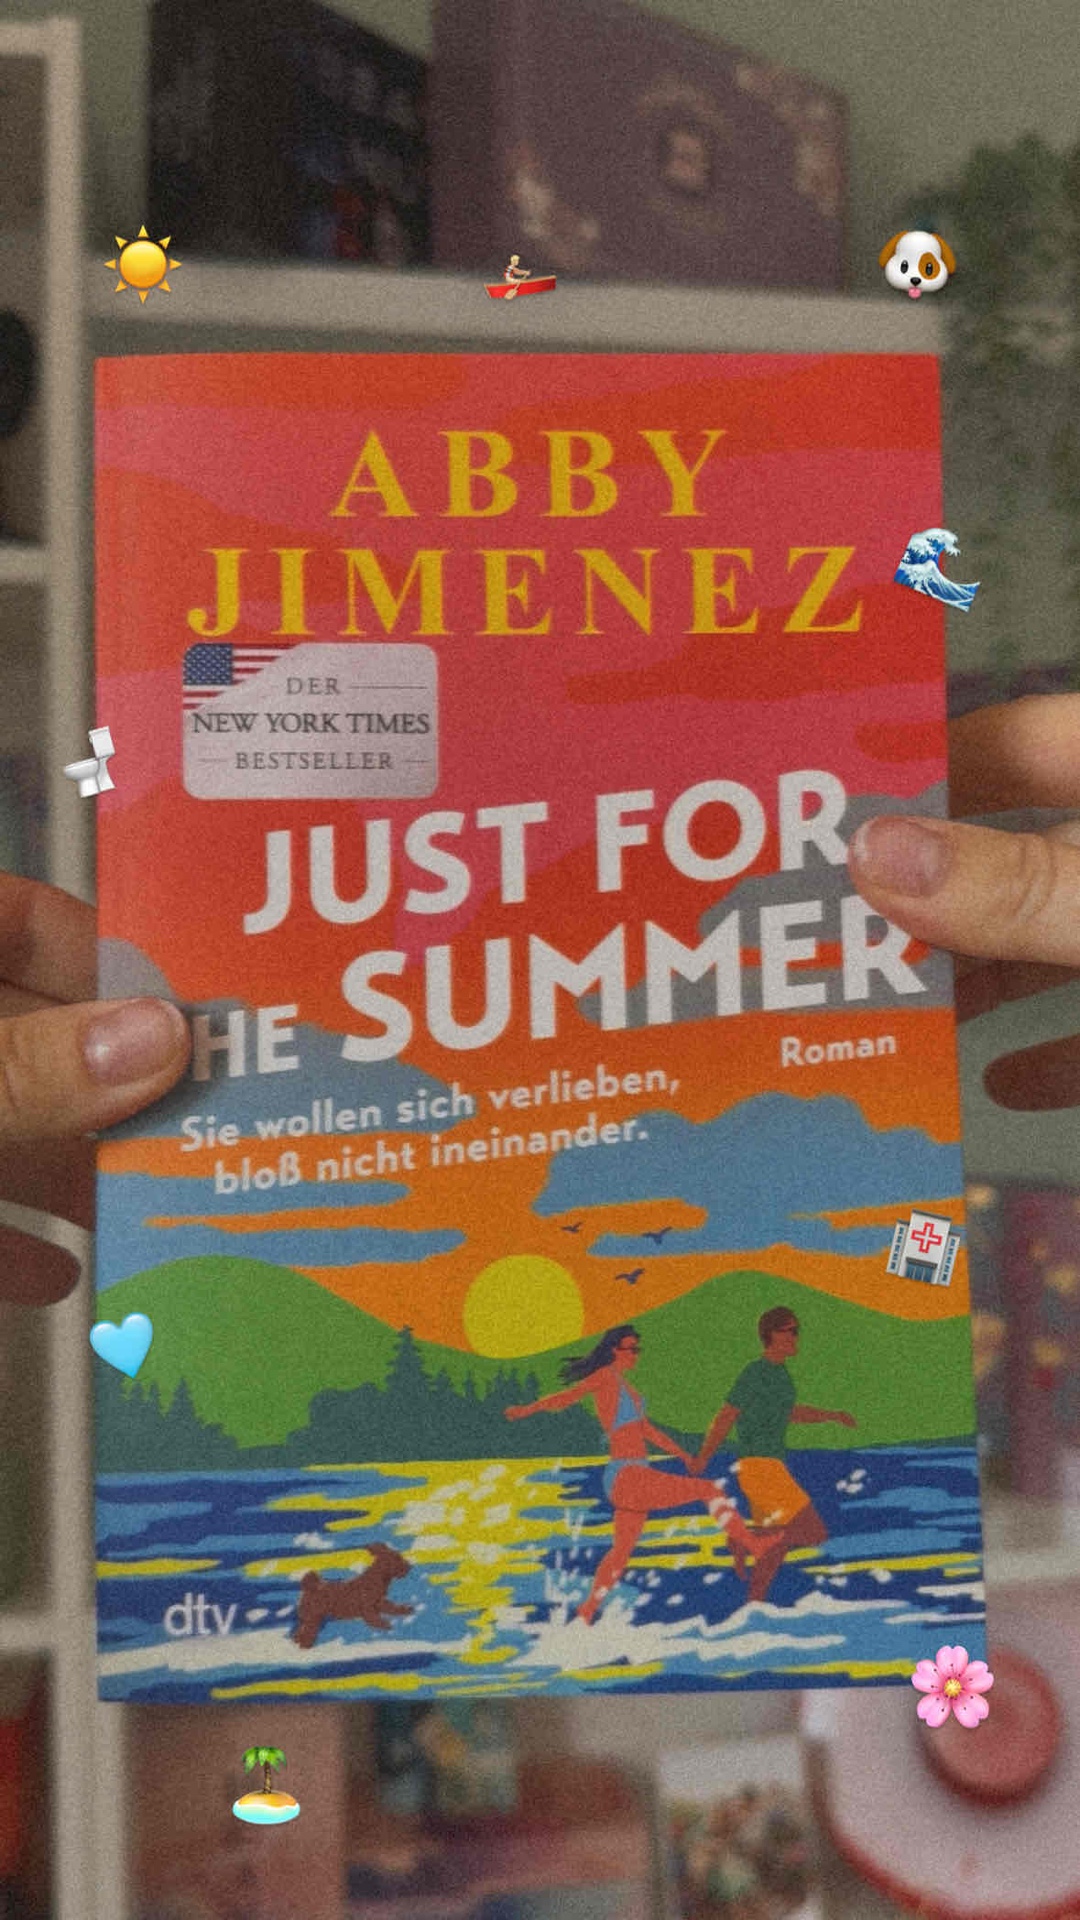 ABBY
JIMENEZ
DER
NEW YORK TIMES
BESTSELLER
JUST FOR
HE SUMMER
Roman
Sie wollen sich verlieben,
bloß nicht ineinander.
dtv